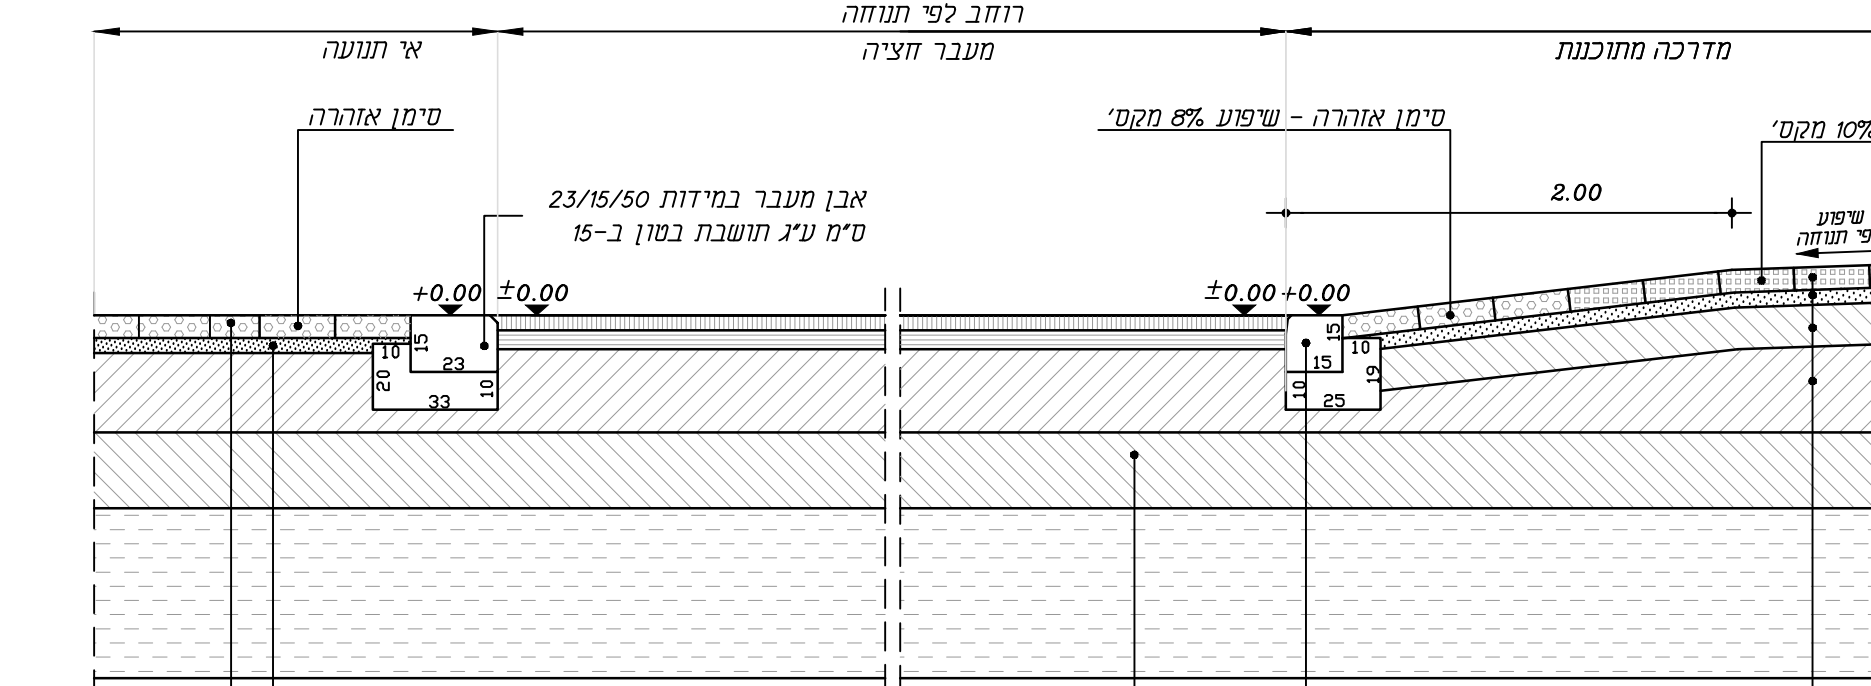 רוחב לפי תנוחה
אי תנועה
מעבר חציה
מדרכה מתוכננת
סימן אזהרה
סימן אזהרה - שיפוע 8% מקס'
10% מקס'
אבן מעבר במידות 23/15/50
ס"מ ע"ג תושבת בטון ב-15
2.00
שיפוע
פי תנוחה
+0.00 ±0.00
±0.00 +0.00
10 15 23 20 33 10
15 10 15 19 10 25